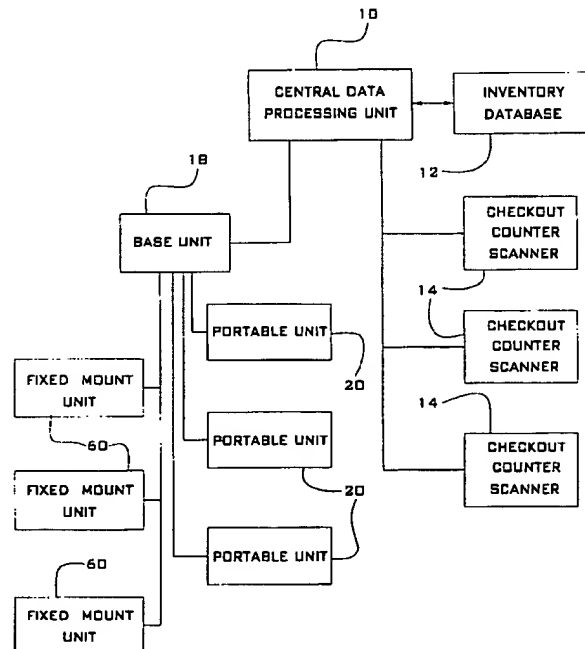 10
CENTRAL DATA
PROCESSING UNIT
INVENTORY
DATABASE
12
18
BASE UNIT
CHECKOUT
COUNTER
SCANNER
14
CHECKOUT
COUNTER
SCANNER
14
CHECKOUT
COUNTER
SCANNER
PORTABLE UNIT
20
PORTABLE UNIT
20
PORTABLE UNIT
FIXED MOUNT
UNIT
60
FIXED MOUNT
UNIT
60
FIXED MOUNT
UNIT